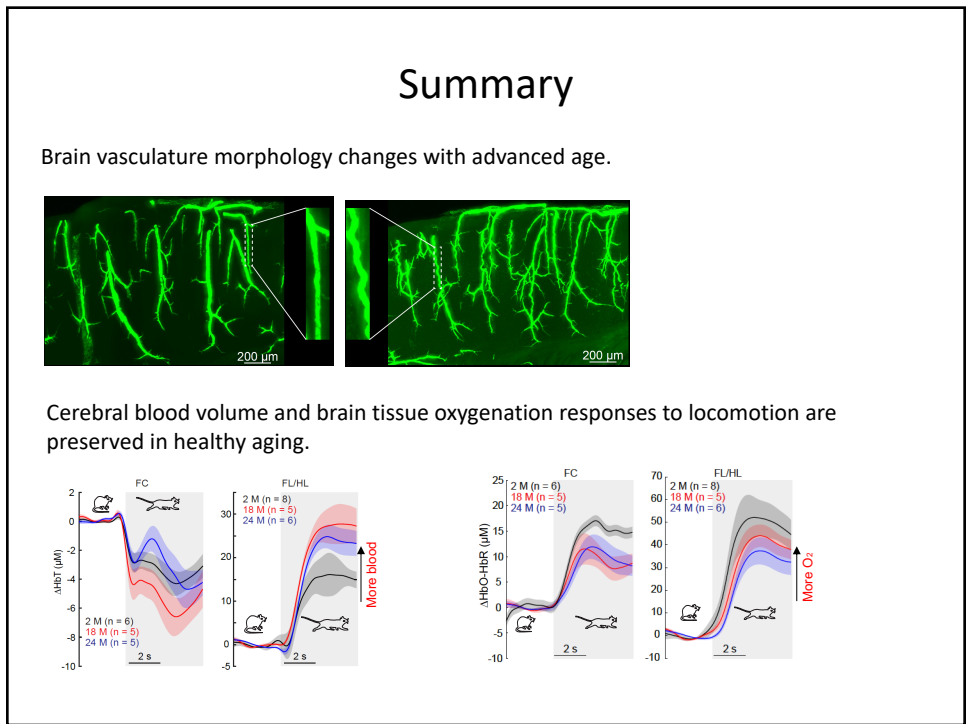 Summary
Brain vasculature morphology changes with advanced age.
200 µm
200 µm
Cerebral blood volume and brain tissue oxygenation responses to locomotion are
preserved in healthy aging.
FC
2
0
-2
-4
-6
-8
-10
ΔHbT (µM)
2 M (n = 6)
18 M (n = 5)
24 M (n = 5)
2 s
FL/HL
30
20
10
0
-5
2 M (n = 8)
18 M (n = 5)
24 M (n = 6)
2 s
More blood
FC
25
20
15
10
5
0
-5
-10
ΔHbO-HbR (µM)
2 M (n = 6)
18 M (n = 5)
24 M (n = 5)
2 s
FL/HL
70
60
50
40
30
20
10
0
-10
2 M (n = 8)
18 M (n = 5)
24 M (n = 6)
2 s
More O₂